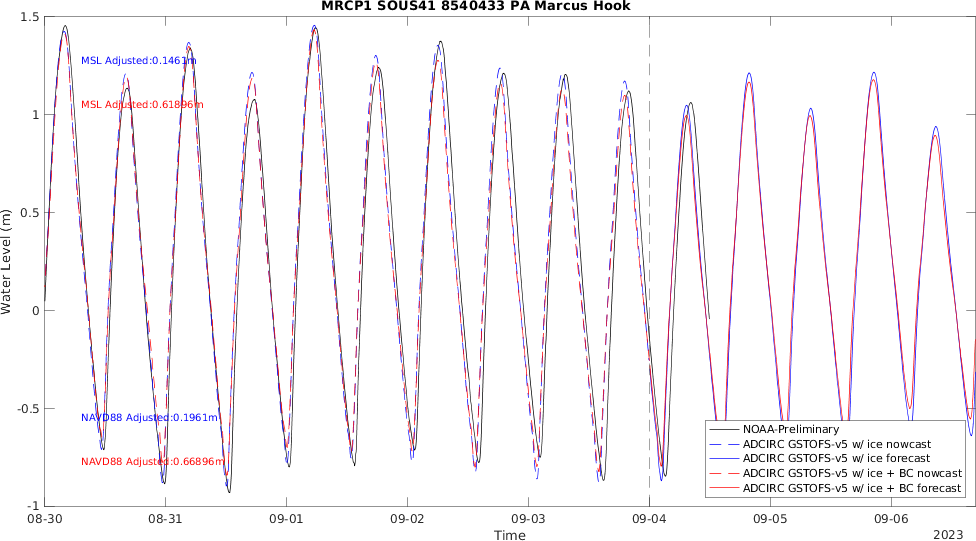 MRCP1 SOUS41 8540433 PA Marcus Hook
1.5
MSL Adjusted:0.1461m
MSL Adjusted:0.61896m
1
0.5
Water Level (m)
0
-0.5
NAVD88 Adjusted:0.1961m
NAVD88 Adjusted:0.66896m
NOAA-Preliminary
ADCIRC GSTOFS-v5 w/ ice nowcast
ADCIRC GSTOFS-v5 w/ ice forecast
ADCIRC GSTOFS-v5 w/ ice + BC nowcast
ADCIRC GSTOFS-v5 w/ ice + BC forecast
-1
08-30 08-31 09-01 09-02 09-03 09-04 09-05 09-06
Time
2023